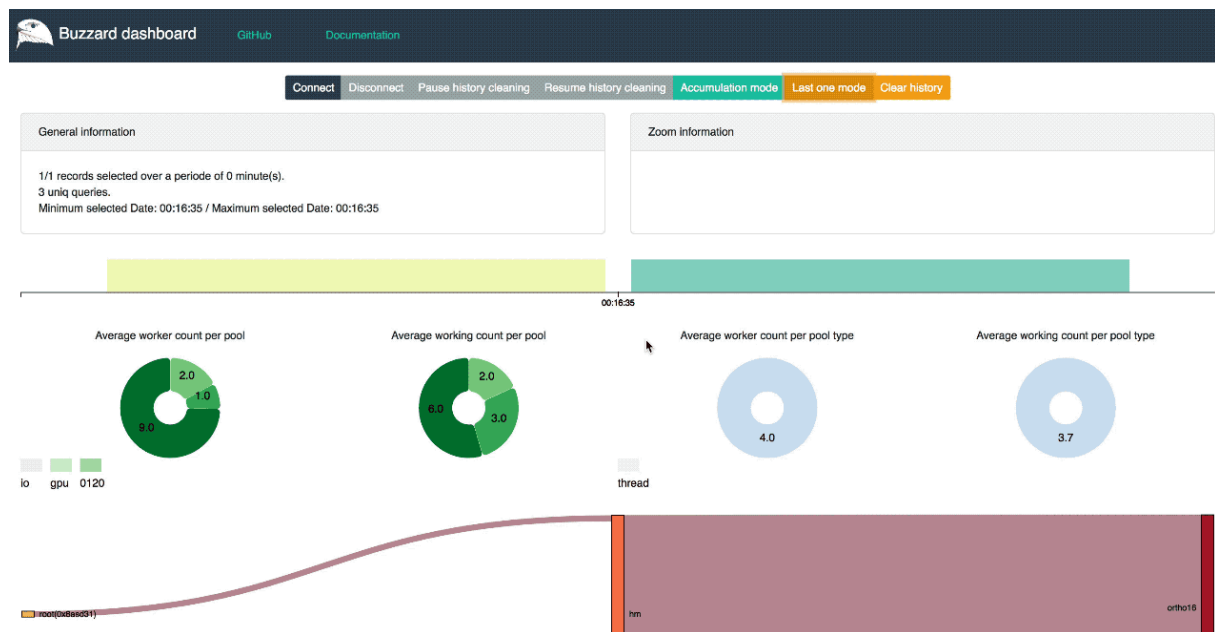 Buzzard dashboard GitHub Documentation
Connect Disconnect Pause history cleaning Resume history cleaning Accumulation mode Last one mode Clear history
General information
Zoom information
1/1 records selected over a periode of 0 minute(s).
3 uniq queries.
Minimum selected Date: 00:16:35 / Maximum selected Date: 00:16:35
00:16:35
Average worker count per pool
Average working count per pool
Average worker count per pool type
Average working count per pool type
2.0
1.0
9.0
2.0
3.0
6.0
4.0
3.7
io gpu 0120
thread
root(0x6asd31)
hm
ortho16